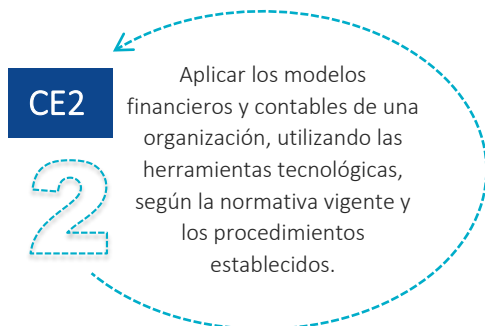 CE2
2
Aplicar los modelos
financieros y contables de una
organización, utilizando las
herramientas tecnológicas,
según la normativa vigente y
los procedimientos
establecidos.